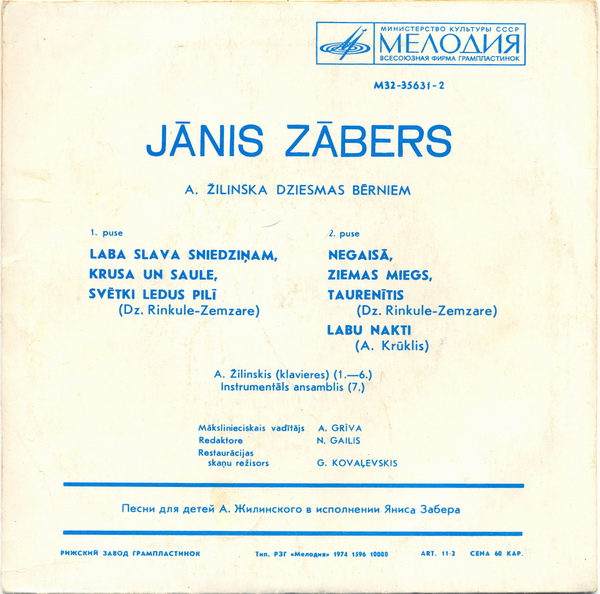 МИНИСТЕРСТВО КУЛЬТУРЫ СССР
МЕЛОДИЯ
ВСЕСОЮЗНАЯ ФИРМА ГРАМПЛАСТИНОК
М32-35631-2
JĀNIS ZĀBERS
A. ŽILINSKA DZIESMAS BĒRNIEM
1. puse
LABA SLAVA SNIEDZIŅAM,
KRUSA UN SAULE,
SVĒTKI LEDUS PILĪ
(Dz. Rinkule-Zemzare)
2. puse
NEGAISĀ,
ZIEMAS MIEGS,
TAURENĪTIS
(Dz. Rinkule-Zemzare)
LABU NAKTI
(A. Krūklis)
A. Žilinskis (klavieres) (1.—6.)
Instrumentāls ansamblis (7.)
Mākslinieciskais vadītājs A. GRĪVA
Redaktore N. GAILIS
Restaurācijas
skaņu režisors G. KOVAĻEVSKIS
Песни для детей А. Жилинского в исполнении Яниса Забера
РИЖСКИЙ ЗАВОД ГРАМПЛАСТИНОК Тип. РЗГ «Мелодия» 1974 1596 10000 ART. 11-2 CENA 60 KAP.